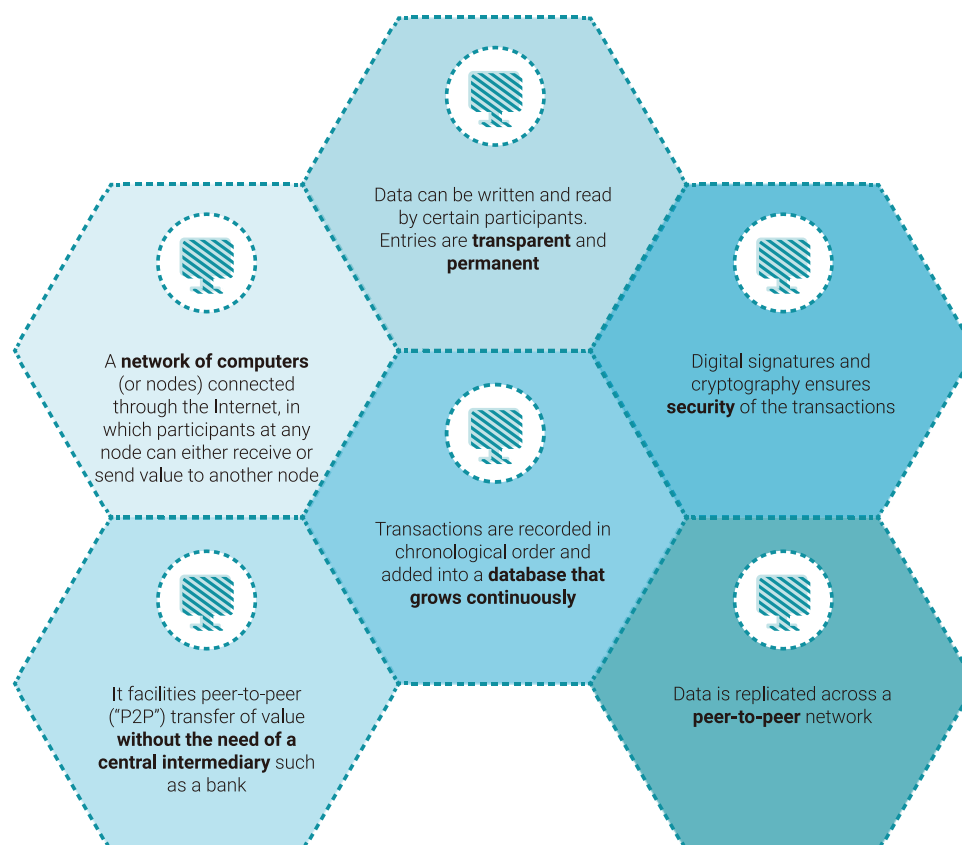 Data can be written and read
by certain participants.
Entries are transparent and
permanent
A network of computers
(or nodes) connected
through the Internet, in
which participants at any
node can either receive or
send value to another node
Digital signatures and
cryptography ensures
security of the transactions
Transactions are recorded in
chronological order and
added into a database that
grows continuously
It facilities peer-to-peer
(“P2P”) transfer of value
without the need of a
central intermediary such
as a bank
Data is replicated across a
peer-to-peer network